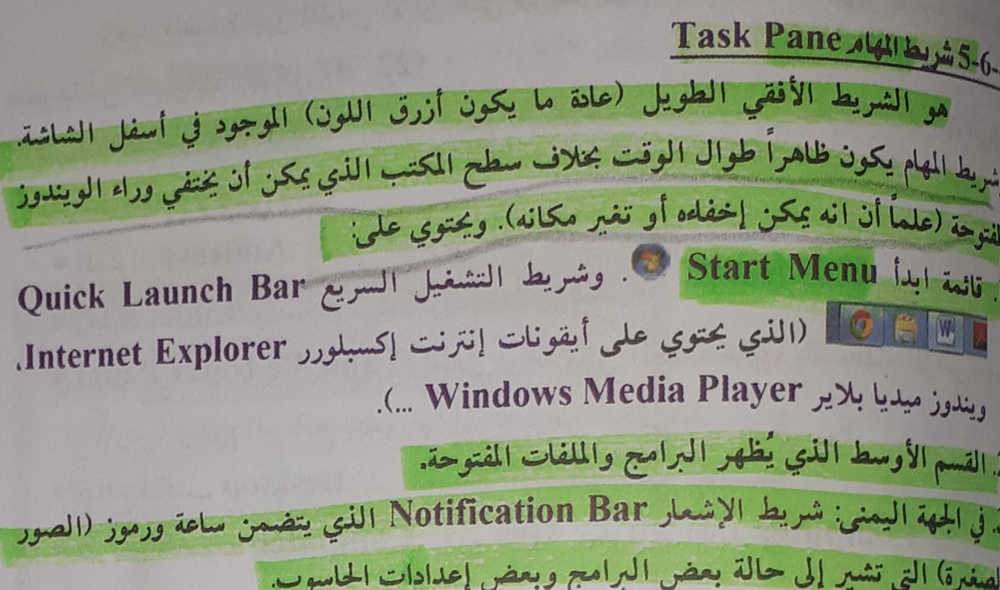 5-6- شريط المهام Task Pane
هو الشريط الأفقي الطويل (عادة ما يكون أزرق اللون) الموجود في أسفل الشاشة.
شريط المهام يكون ظاهراً طوال الوقت بخلاف سطح المكتب الذي يمكن أن يختفي وراء الويندوز
المفتوحة (علماً أن انه يمكن إخفاءه أو تغير مكانه). ويحتوي على:
. قائمة ابدأ Start Menu . وشريط التشغيل السريع Quick Launch Bar
(الذي يحتوي على أيقونات إنترنت إكسبلورر Internet Explorer،
ويندوز ميديا بلاير Windows Media Player ...).
2. القسم الأوسط الذي يُظهر البرامج والملفات المفتوحة.
. في الجهة اليمنى: شريط الإشعار Notification Bar الذي يتضمن ساعة ورموز (الصور
الصغيرة) التي تشير إلى حالة بعض البرامج وبعض إعدادات الحاسوب.